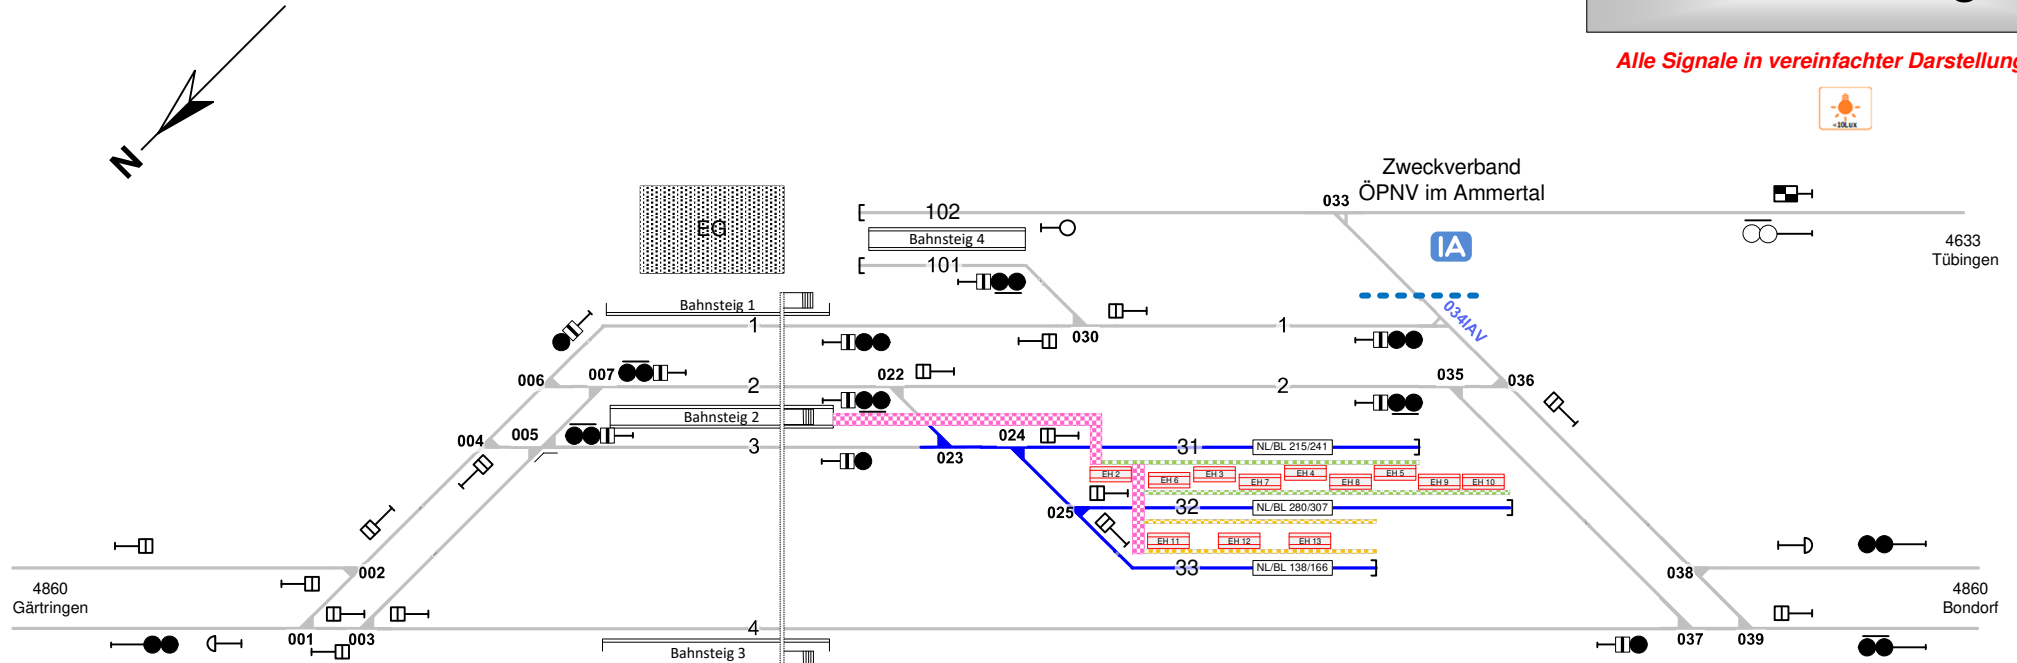 Alle Signale in vereinfachter Darstellung
<10Lux
N
Zweckverband
ÖPNV im Ammertal
033
EG
102
Bahnsteig 4
101
IA
4633
Tübingen
Bahnsteig 1
1
030
1
034IAV
006
007
2
022
2
035
036
Bahnsteig 2
004
005
3
023
024
31
NL/BL 215/241
EH 2
EH 6
EH 3
EH 7
EH 4
EH 8
EH 5
EH 9
EH 10
025
32
NL/BL 280/307
EH 11
EH 12
EH 13
33
NL/BL 138/166
002
038
4860
Gärtringen
4860
Bondorf
001
003
4
037
039
Bahnsteig 3